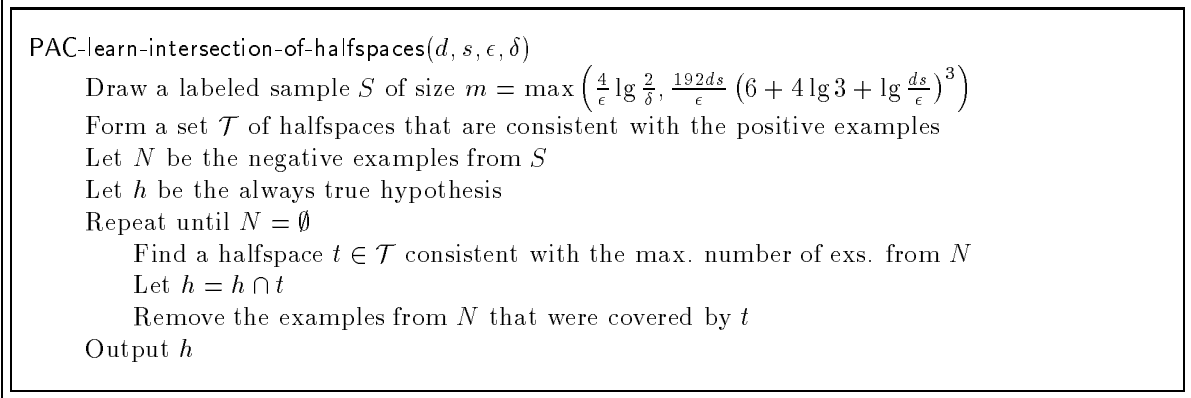 PAC-learn-intersection-of-halfspaces(d, s, ϵ, δ)
Draw a labeled sample S of size m = max(4/ϵ lg 2/δ, 192ds/ϵ (6 + 4 lg 3 + lg ds/ϵ)^3)
Form a set 𝒯 of halfspaces that are consistent with the positive examples
Let N be the negative examples from S
Let h be the always true hypothesis
Repeat until N = ∅
Find a halfspace t ∈ 𝒯 consistent with the max. number of exs. from N
Let h = h ∩ t
Remove the examples from N that were covered by t
Output h